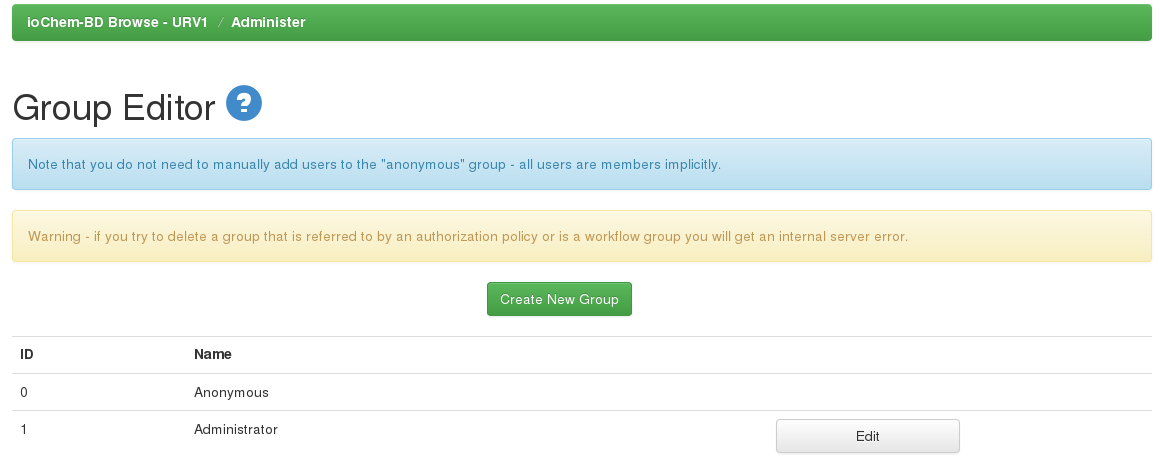 ioChem-BD Browse - URV1 / Administer
Group Editor ?
Note that you do not need to manually add users to the "anonymous" group - all users are members implicitly.
Warning - if you try to delete a group that is referred to by an authorization policy or is a workflow group you will get an internal server error.
Create New Group
ID Name
0 Anonymous
1 Administrator Edit